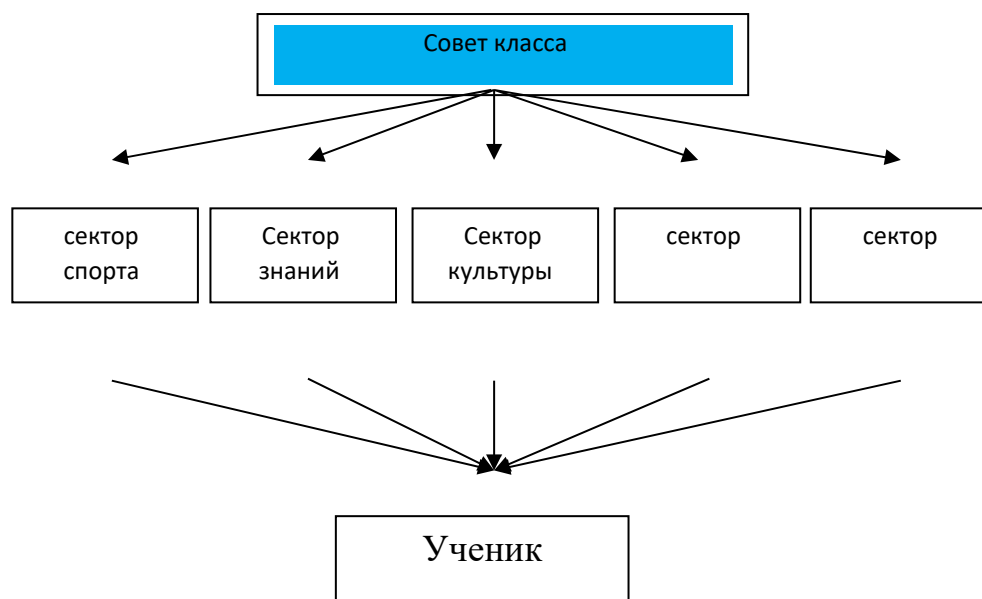 Совет класса
сектор
спорта
Сектор
знаний
Сектор
культуры
сектор
сектор
Ученик